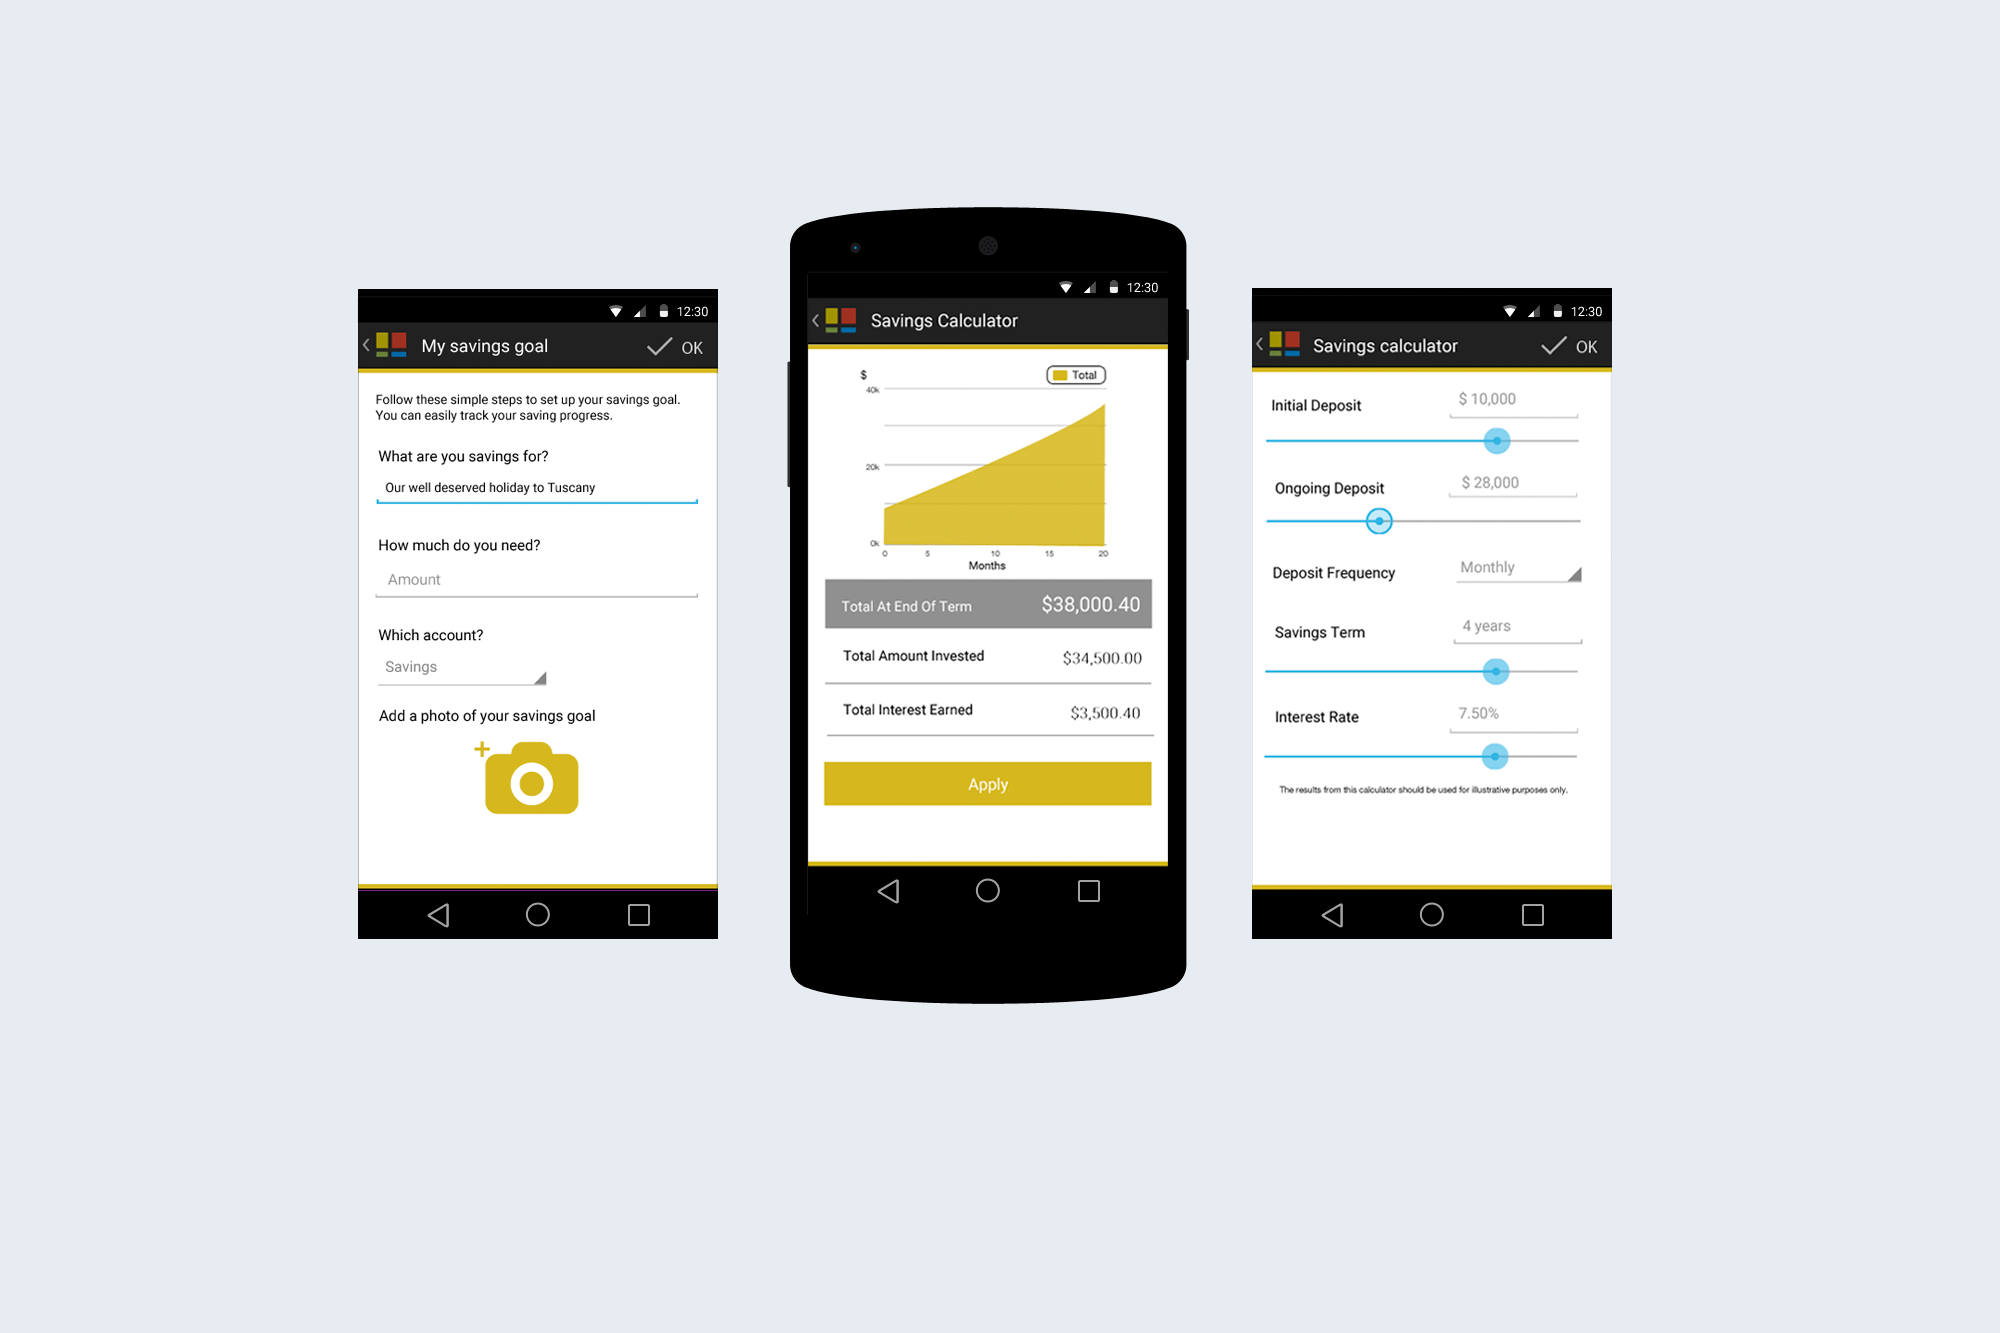 12:30
My savings goal
OK
Follow these simple steps to set up your savings goal.
You can easily track your saving progress.
What are you savings for?
Our well deserved holiday to Tuscany
How much do you need?
Amount
Which account?
Savings
Add a photo of your savings goal
12:30
Savings Calculator
$
Total
40k
20k
0k
0 5 10 15 20
Months
Total At End Of Term $38,000.40
Total Amount Invested $34,500.00
Total Interest Earned $3,500.40
Apply
12:30
Savings calculator
OK
Initial Deposit $ 10,000
Ongoing Deposit $ 28,000
Deposit Frequency Monthly
Savings Term 4 years
Interest Rate 7.50%
The results from this calculator should be used for illustrative purposes only.